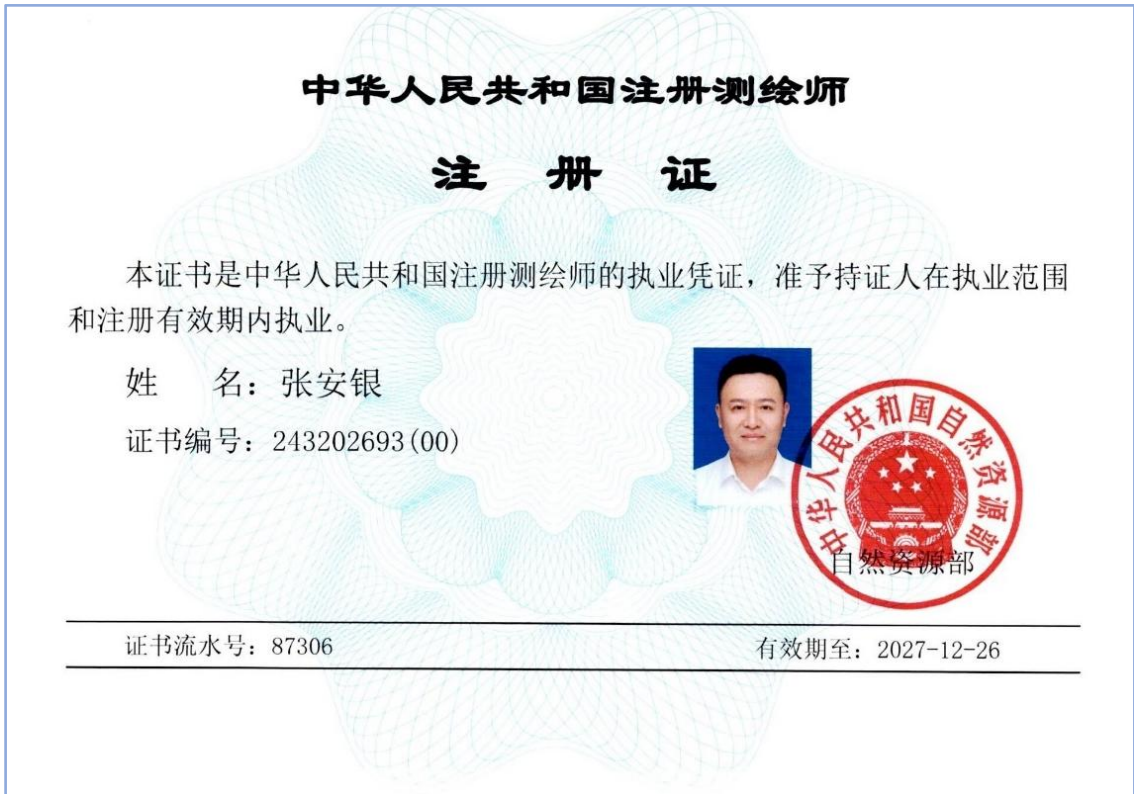 中华人民共和国注册测绘师
注 册 证
本证书是中华人民共和国注册测绘师的执业凭证，准予持证人在执业范围
和注册有效期内执业。
姓 名：张安银
证书编号：243202693(00)
中华人民共和国自然资源部
自然资源部
证书流水号：87306
有效期至：2027-12-26